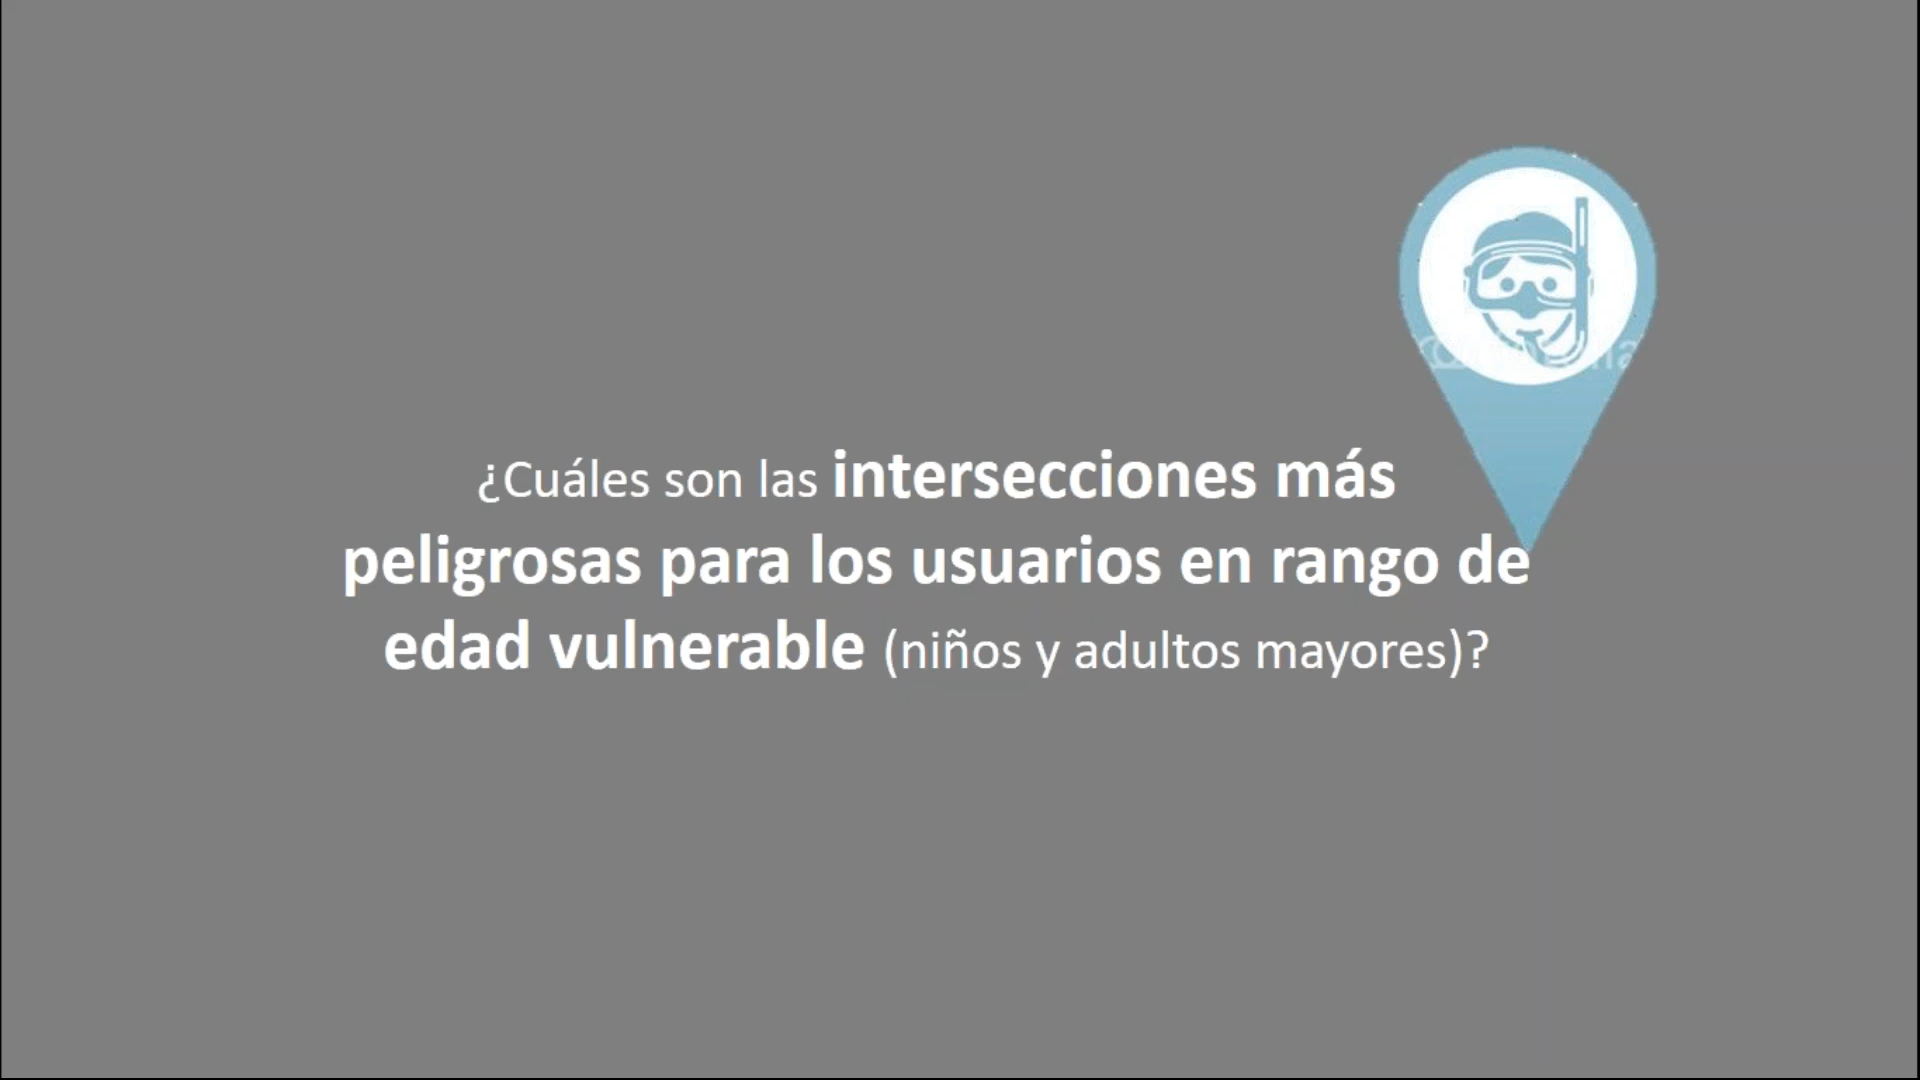 ¿Cuáles son las intersecciones más
peligrosas para los usuarios en rango de
edad vulnerable (niños y adultos mayores)?